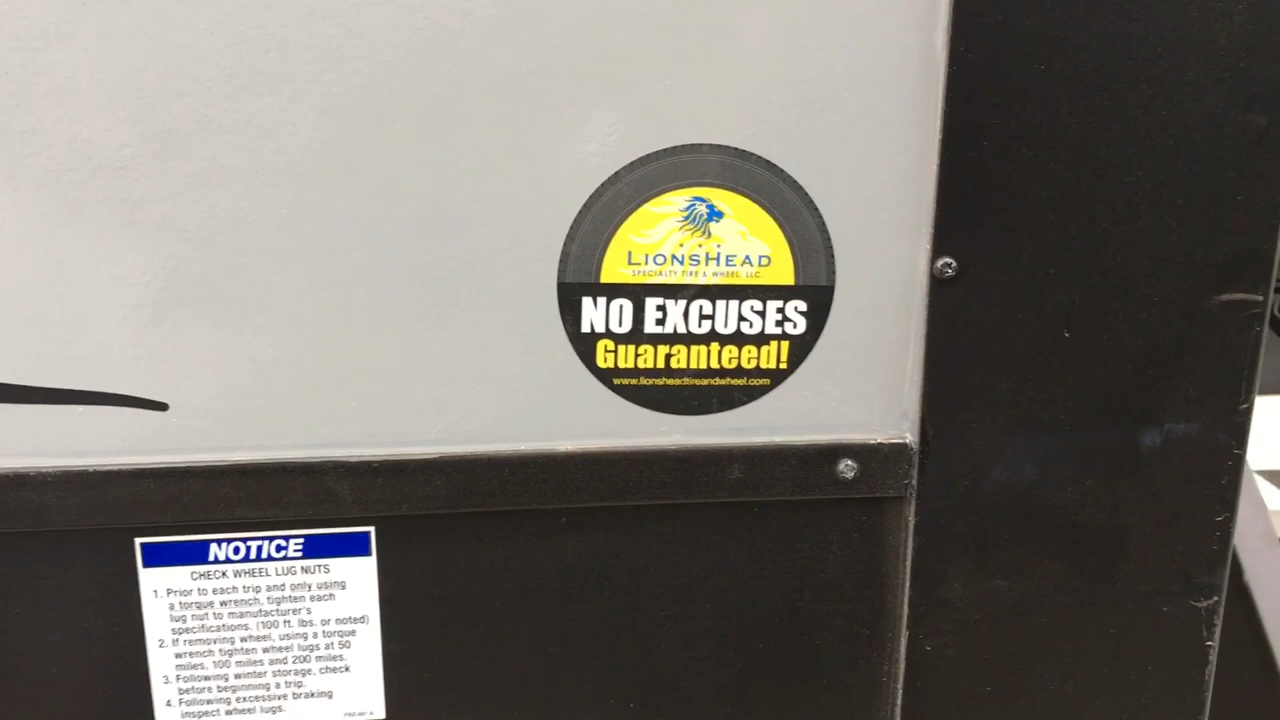 LIONSHEAD
SPECIALTY TIRE & WHEEL, LLC.
NO EXCUSES
Guaranteed!
www.lionsheadtireandwheel.com
NOTICE
CHECK WHEEL LUG NUTS
1. Prior to each trip and only using
a torque wrench, tighten each
lug nut to manufacturer's
specifications. (100 ft. lbs. or noted)
2. If removing wheel, using a torque
wrench tighten wheel lugs at 50
miles, 100 miles and 200 miles.
3. Following winter storage, check
before beginning a trip.
4. Following excessive braking
inspect wheel lugs.